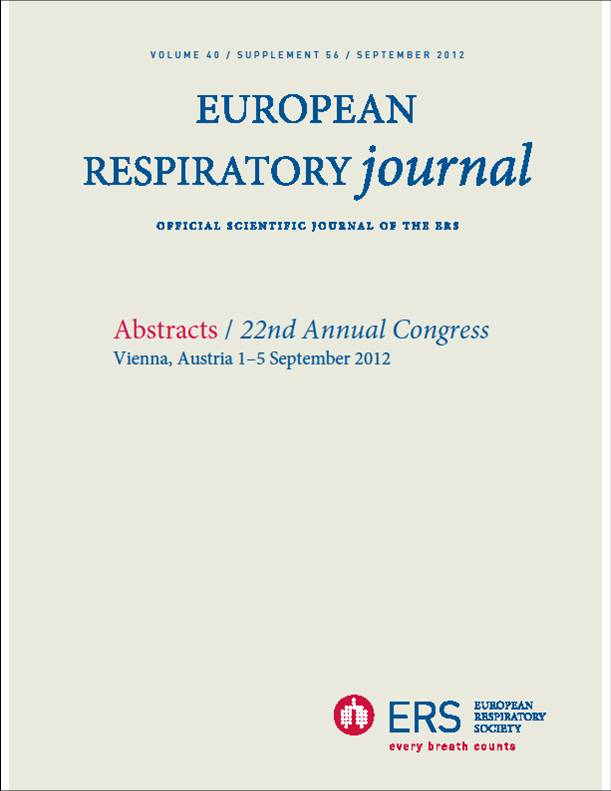 VOLUME 40 / SUPPLEMENT 56 / SEPTEMBER 2012
EUROPEAN
RESPIRATORY journal
OFFICIAL SCIENTIFIC JOURNAL OF THE ERS
Abstracts / 22nd Annual Congress
Vienna, Austria 1–5 September 2012
ERS
EUROPEAN
RESPIRATORY
SOCIETY
every breath counts